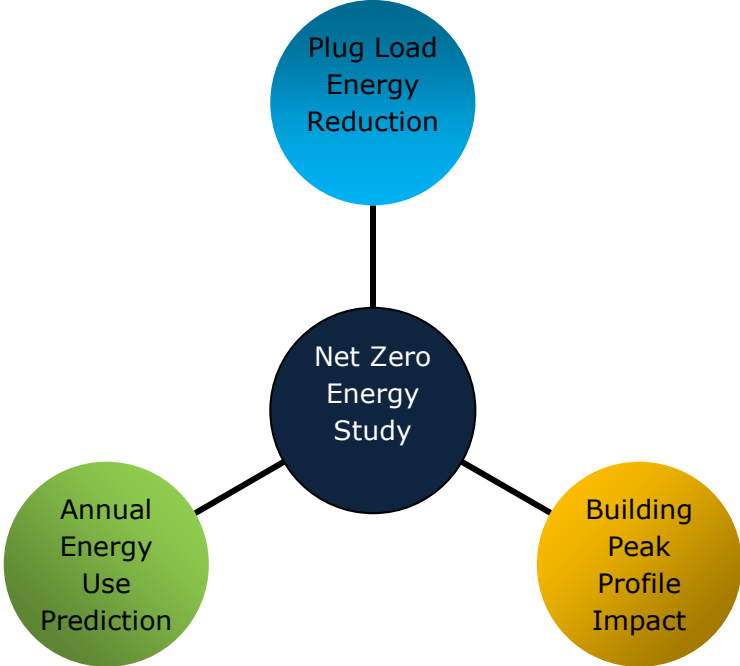 Plug Load
Energy
Reduction
Net Zero
Energy
Study
Annual
Energy
Use
Prediction
Building
Peak
Profile
Impact